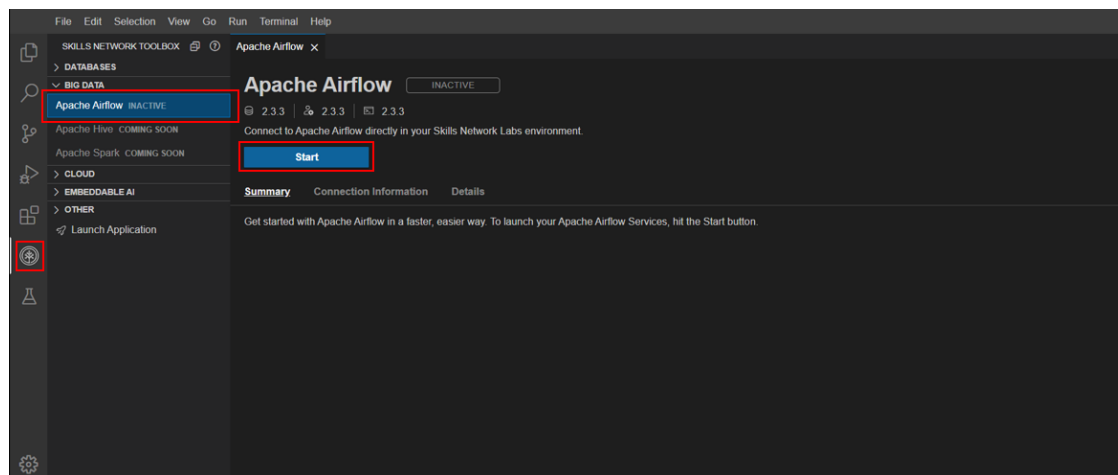 File Edit Selection View Go Run Terminal Help
SKILLS NETWORK TOOLBOX
DATABASES
BIG DATA
Apache Airflow INACTIVE
Apache Hive COMING SOON
Apache Spark COMING SOON
CLOUD
EMBEDDABLE AI
OTHER
Launch Application
Apache Airflow
Apache Airflow INACTIVE
2.3.3 2.3.3 2.3.3
Connect to Apache Airflow directly in your Skills Network Labs environment.
Start
Summary Connection Information Details
Get started with Apache Airflow in a faster, easier way. To launch your Apache Airflow Services, hit the Start button.